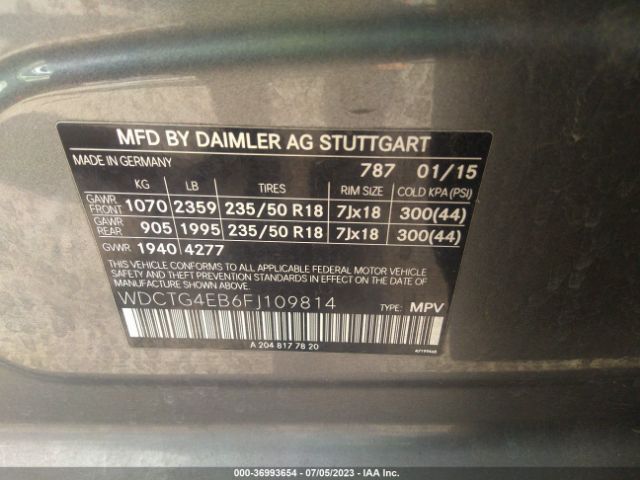 MFD BY DAIMLER AG STUTTGART
MADE IN GERMANY 787 01/15
KG LB TIRES RIM SIZE COLD KPA (PSI)
GAWR FRONT 1070 2359 235/50 R18 7Jx18 300(44)
GAWR REAR 905 1995 235/50 R18 7Jx18 300(44)
GVWR 1940 4277
THIS VEHICLE CONFORMS TO ALL APPLICABLE FEDERAL MOTOR VEHICLE
SAFETY AND THEFT PREVENTION STANDARDS IN EFFECT ON THE DATE
OF MANUFACTURE SHOWN ABOVE.
WDCTG4EB6FJ109814 TYPE: MPV
A 204 817 78 20
000-36993654 - 07/05/2023 - IAA Inc.